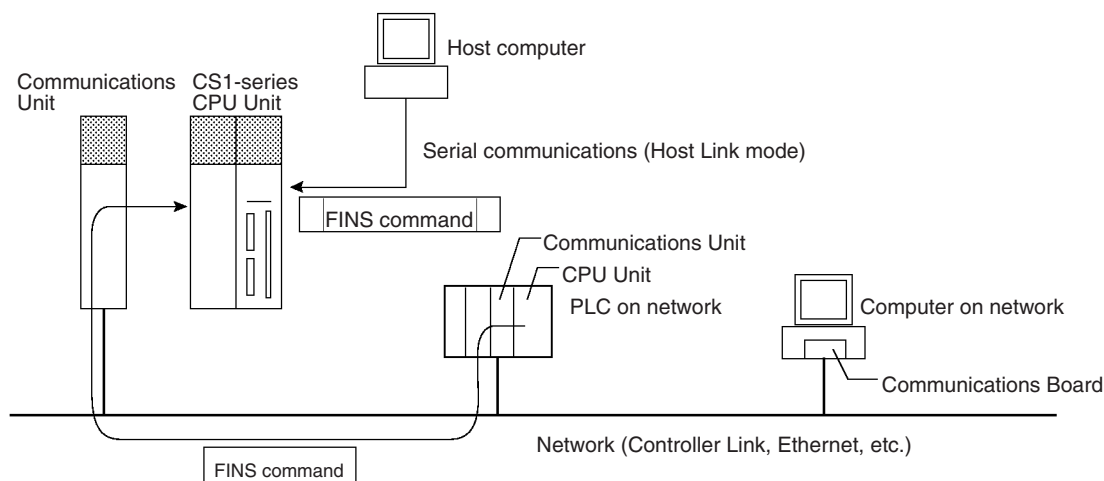 Host computer
Communications
Unit
CS1-series
CPU Unit
Serial communications (Host Link mode)
FINS command
Communications Unit
CPU Unit
PLC on network
Computer on network
Communications Board
Network (Controller Link, Ethernet, etc.)
FINS command